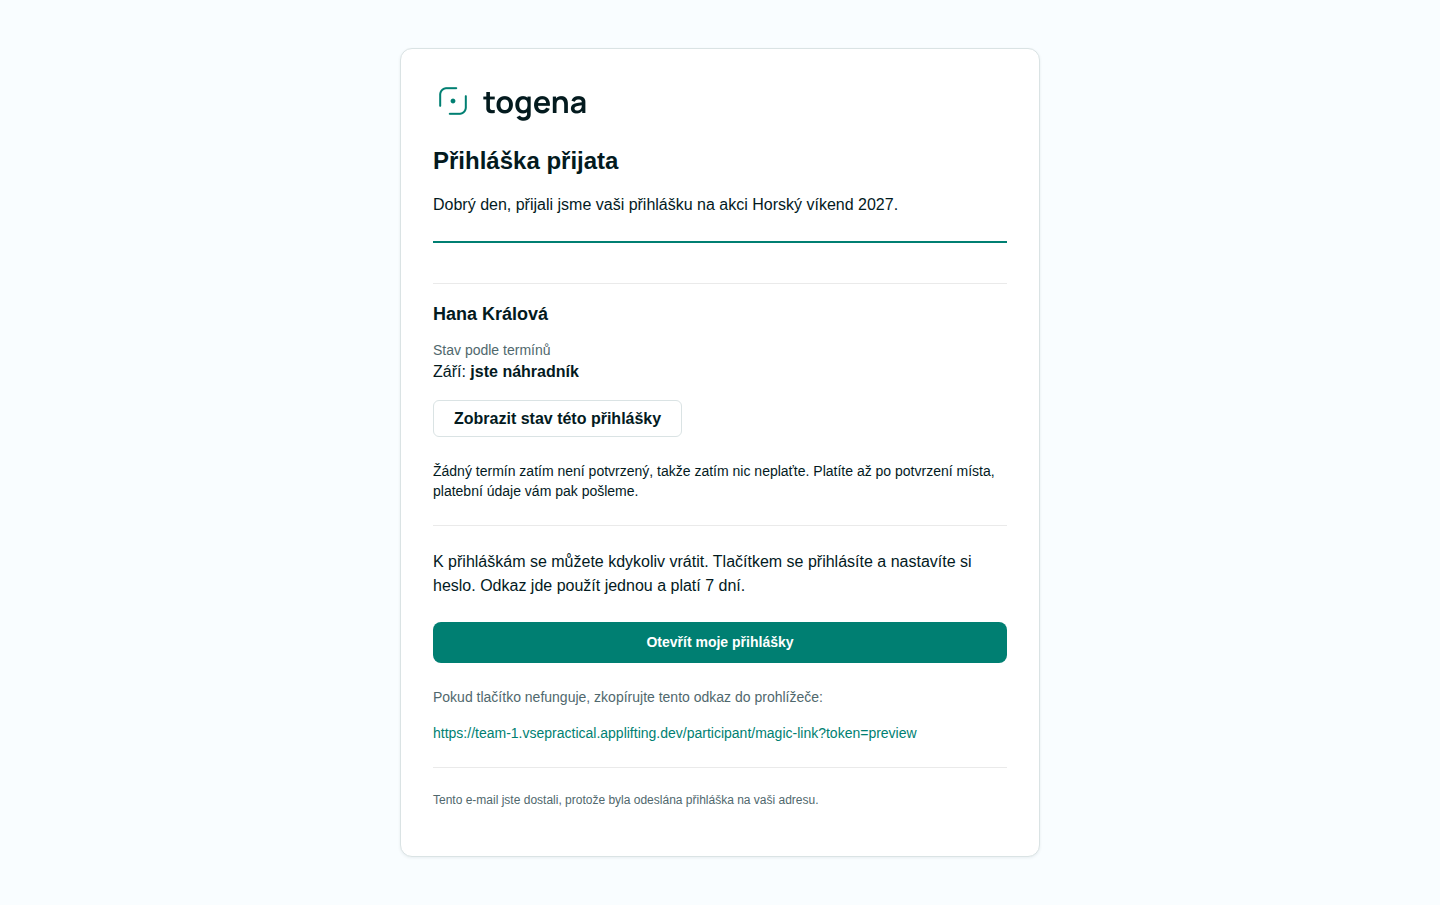 togena
Přihláška přijata
Dobrý den, přijali jsme vaši přihlášku na akci Horský víkend 2027.
Hana Králová
Stav podle termínů
Září: jste náhradník
Zobrazit stav této přihlášky
Žádný termín zatím není potvrzený, takže zatím nic neplaťte. Platíte až po potvrzení místa,
platební údaje vám pak pošleme.
K přihláškám se můžete kdykoliv vrátit. Tlačítkem se přihlásíte a nastavíte si
heslo. Odkaz jde použít jednou a platí 7 dní.
Otevřít moje přihlášky
Pokud tlačítko nefunguje, zkopírujte tento odkaz do prohlížeče:
https://team-1.vsepractical.applifting.dev/participant/magic-link?token=preview
Tento e-mail jste dostali, protože byla odeslána přihláška na vaši adresu.